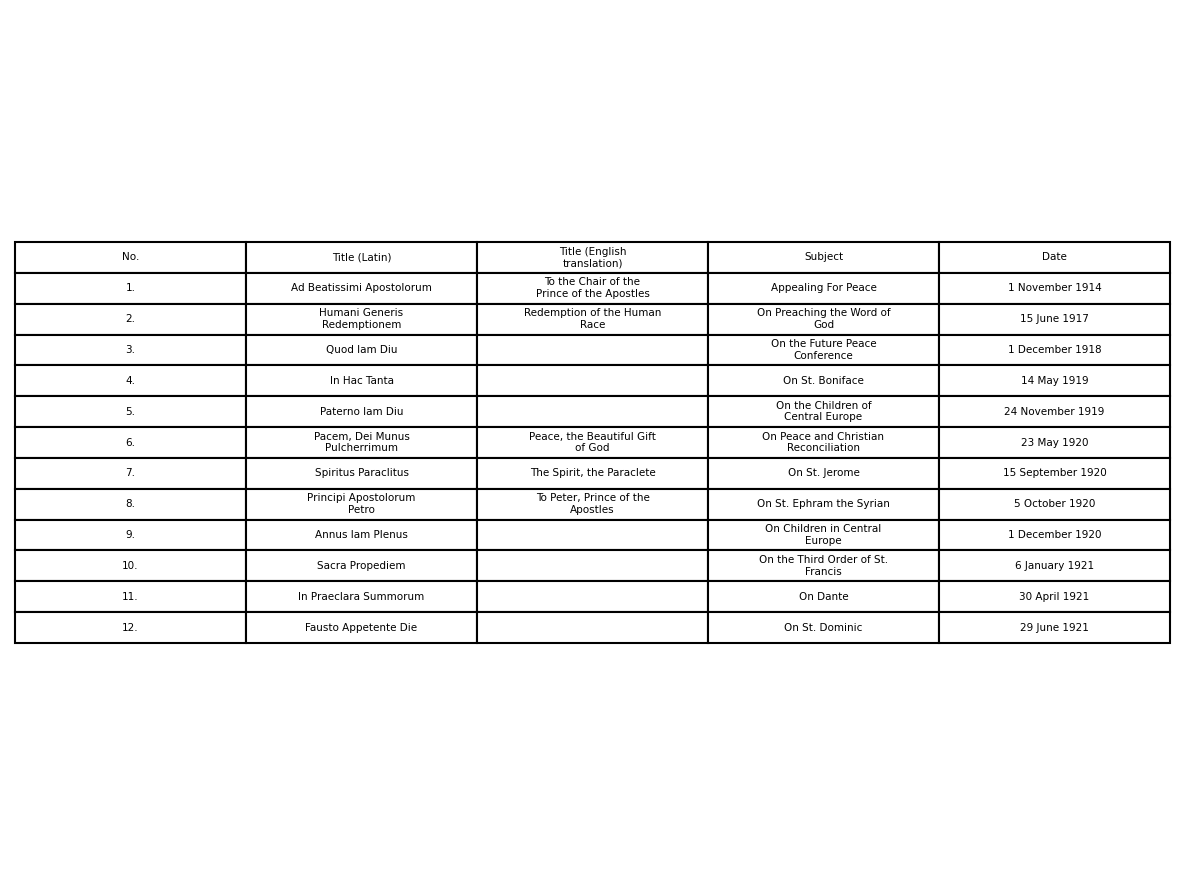 No. Title (Latin) Title (English translation) Subject Date
1. Ad Beatissimi Apostolorum To the Chair of the Prince of the Apostles Appealing For Peace 1 November 1914
2. Humani Generis Redemptionem Redemption of the Human Race On Preaching the Word of God 15 June 1917
3. Quod Iam Diu On the Future Peace Conference 1 December 1918
4. In Hac Tanta On St. Boniface 14 May 1919
5. Paterno Iam Diu On the Children of Central Europe 24 November 1919
6. Pacem, Dei Munus Pulcherrimum Peace, the Beautiful Gift of God On Peace and Christian Reconciliation 23 May 1920
7. Spiritus Paraclitus The Spirit, the Paraclete On St. Jerome 15 September 1920
8. Principi Apostolorum Petro To Peter, Prince of the Apostles On St. Ephram the Syrian 5 October 1920
9. Annus Iam Plenus On Children in Central Europe 1 December 1920
10. Sacra Propediem On the Third Order of St. Francis 6 January 1921
11. In Praeclara Summorum On Dante 30 April 1921
12. Fausto Appetente Die On St. Dominic 29 June 1921